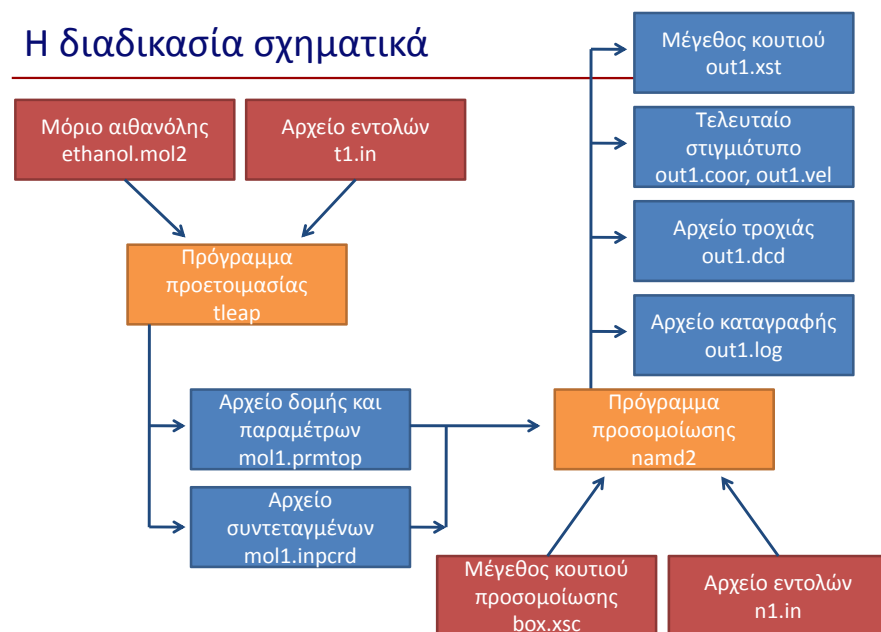 Η διαδικασία σχηματικά
Μόριο αιθανόλης
ethanol.mol2
Αρχείο εντολών
t1.in
Πρόγραμμα
προετοιμασίας
tleap
Αρχείο δομής και
παραμέτρων
mol1.prmtop
Αρχείο
συντεταγμένων
mol1.inpcrd
Μέγεθος κουτιού
out1.xst
Τελευταίο
στιγμιότυπο
out1.coor, out1.vel
Αρχείο τροχιάς
out1.dcd
Αρχείο καταγραφής
out1.log
Πρόγραμμα
προσομοίωσης
namd2
Μέγεθος κουτιού
προσομοίωσης
box.xsc
Αρχείο εντολών
n1.in